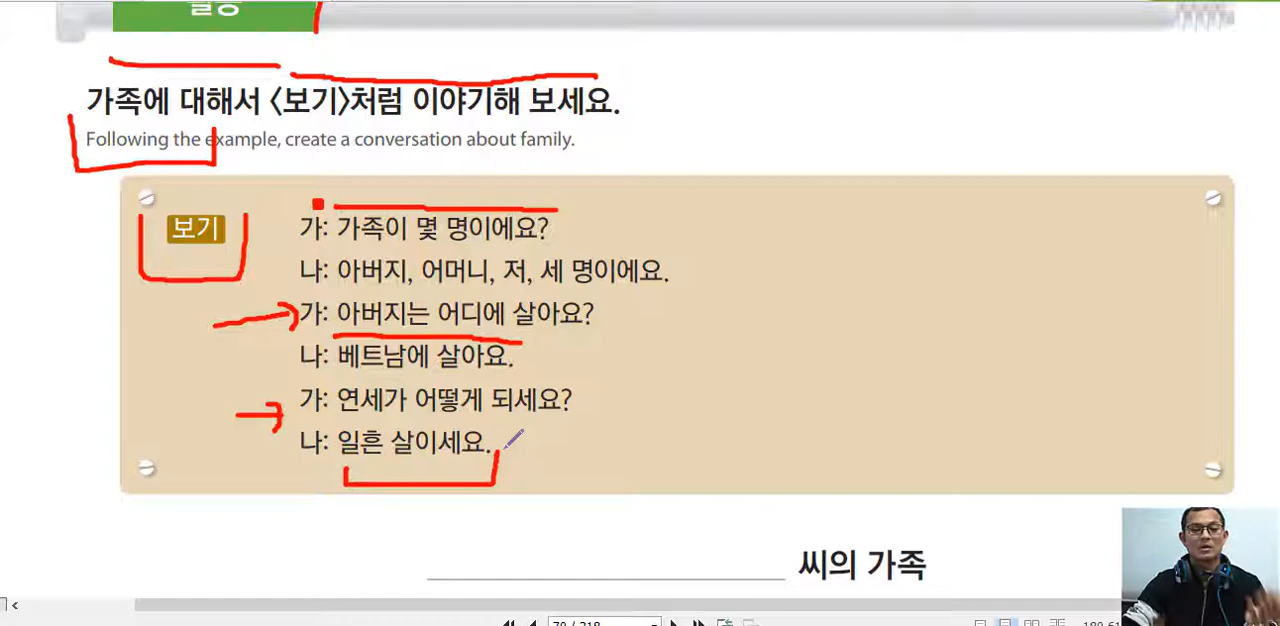 활동
가족에 대해서 〈보기〉처럼 이야기해 보세요.
Following the example, create a conversation about family.
보기
가: 가족이 몇 명이에요?
나: 아버지, 어머니, 저, 세 명이에요.
가: 아버지는 어디에 살아요?
나: 베트남에 살아요.
가: 연세가 어떻게 되세요?
나: 일흔 살이세요.
씨의 가족